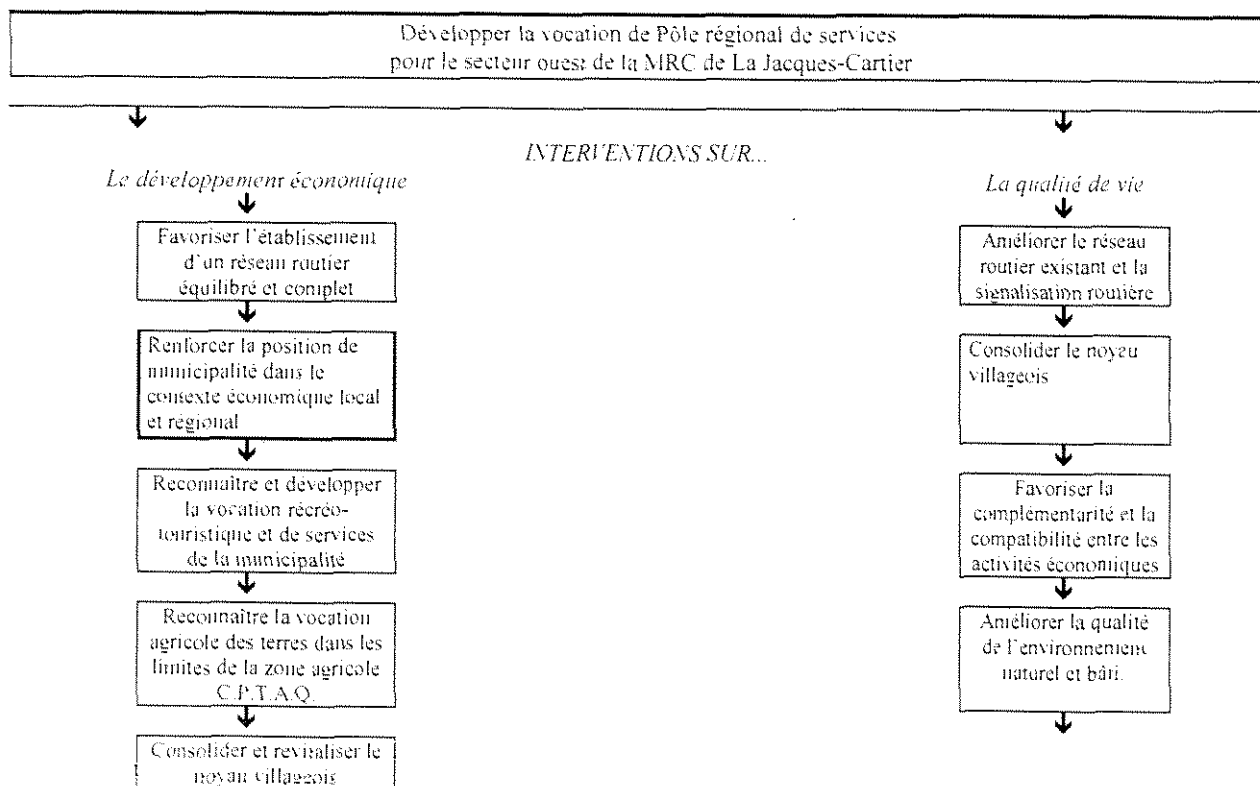 Développer la vocation de Pôle régional de services
pour le secteur ouest de la MRC de La Jacques-Cartier
INTERVENTIONS SUR...
Le développement économique
Favoriser l'établissement
d'un réseau routier
équilibré et complet
Renforcer la position de
municipalité dans le
contexte économique local
et régional
Reconnaître et développer
la vocation récréo-
touristique et de services
de la municipalité
Reconnaître la vocation
agricole des terres dans les
limites de la zone agricole
C.P.T.A.Q.
Consolider et revitaliser le
noyau villageois
La qualité de vie
Améliorer le réseau
routier existant et la
signalisation routière
Consolider le noyau
villageois
Favoriser la
complémentarité et la
compatibilité entre les
activités économiques
Améliorer la qualité
de l'environnement
naturel et bâti.